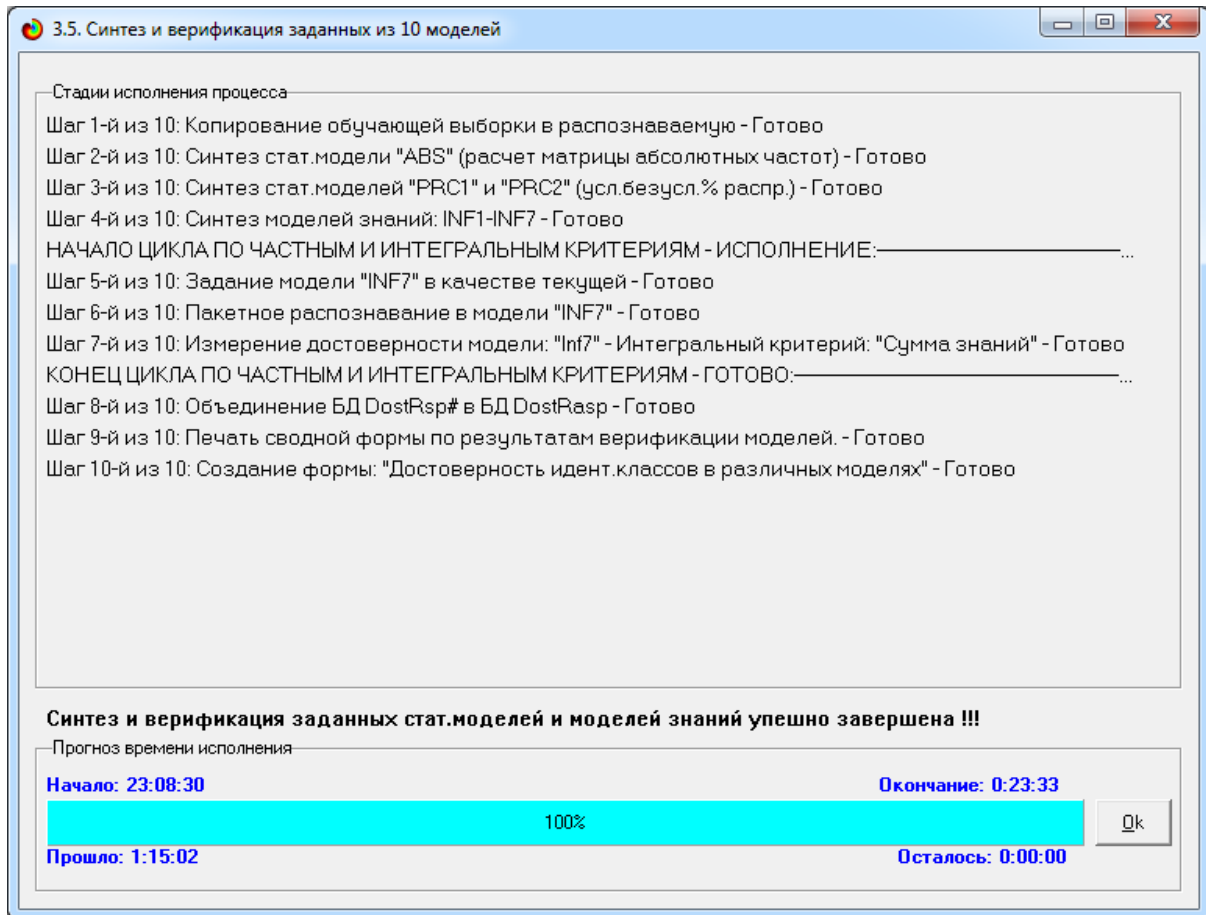 3.5. Синтез и верификация заданных из 10 моделей
Стадии исполнения процесса
Шаг 1-й из 10: Копирование обучающей выборки в распознаваемую - Готово
Шаг 2-й из 10: Синтез стат.модели "ABS" (расчет матрицы абсолютных частот) - Готово
Шаг 3-й из 10: Синтез стат.моделей "PRC1" и "PRC2" (усл.безусл.% распр.) - Готово
Шаг 4-й из 10: Синтез моделей знаний: INF1-INF7 - Готово
НАЧАЛО ЦИКЛА ПО ЧАСТНЫМ И ИНТЕГРАЛЬНЫМ КРИТЕРИЯМ - ИСПОЛНЕНИЕ:————————————...
Шаг 5-й из 10: Задание модели "INF7" в качестве текущей - Готово
Шаг 6-й из 10: Пакетное распознавание в модели "INF7" - Готово
Шаг 7-й из 10: Измерение достоверности модели: "Inf7" - Интегральный критерий: "Сумма знаний" - Готово
КОНЕЦ ЦИКЛА ПО ЧАСТНЫМ И ИНТЕГРАЛЬНЫМ КРИТЕРИЯМ - ГОТОВО:————————————————...
Шаг 8-й из 10: Объединение БД DostRsp# в БД DostRasp - Готово
Шаг 9-й из 10: Печать сводной формы по результатам верификации моделей. - Готово
Шаг 10-й из 10: Создание формы: "Достоверность идент.классов в различных моделях" - Готово
Синтез и верификация заданных стат.моделей и моделей знаний упешно завершена !!!
Прогноз времени исполнения
Начало: 23:08:30 Окончание: 0:23:33
100% Ok
Прошло: 1:15:02 Осталось: 0:00:00